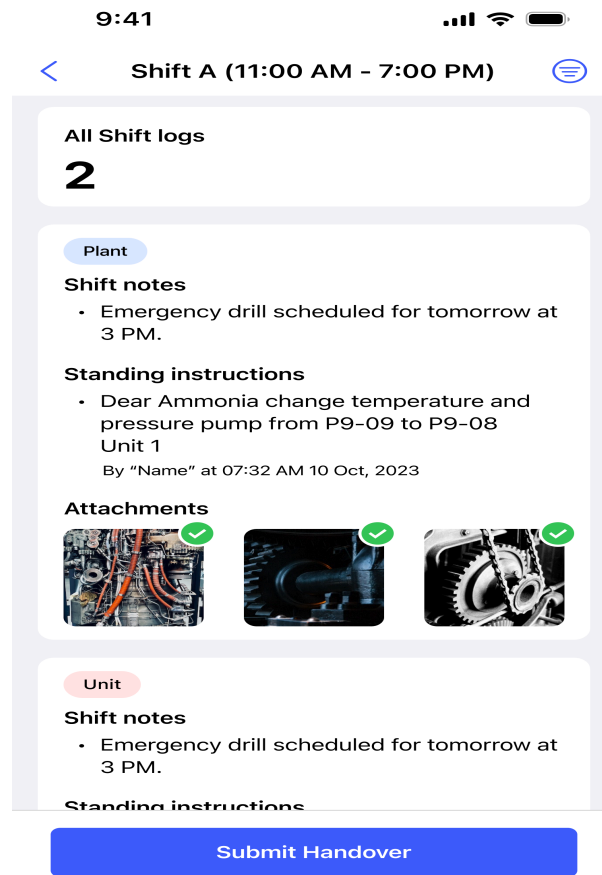 9:41
Shift A (11:00 AM - 7:00 PM)
All Shift logs
2
Plant
Shift notes
• Emergency drill scheduled for tomorrow at
3 PM.
Standing instructions
• Dear Ammonia change temperature and
pressure pump from P9-09 to P9-08
Unit 1
By “Name” at 07:32 AM 10 Oct, 2023
Attachments
Unit
Shift notes
• Emergency drill scheduled for tomorrow at
3 PM.
Standing instructions
Submit Handover